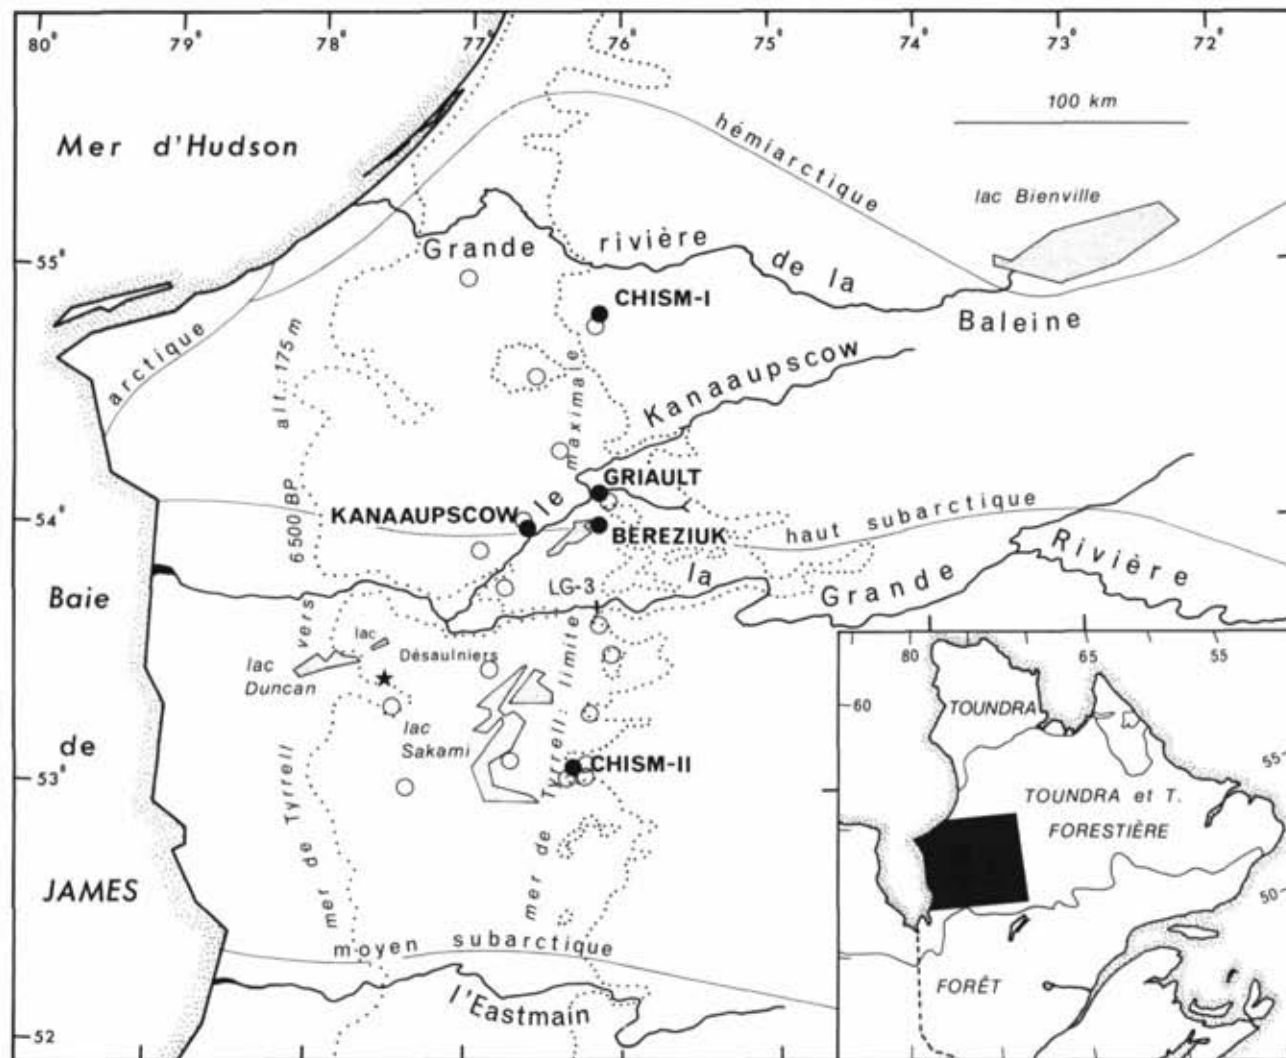 80° 79° 78° 77° 76° 75° 74° 73° 72°
100 km
Mer d'Hudson
hémiarctique
lac Bienville
55°
Grande rivière de la Baleine
CHISM-I
arctique
alt.: 175 m
Kanaaupscow
GRIAULT
54°
KANAAUPSCOW
BEREZIUK
haut subarctique
6500 BP
le
maximale
LG-3
la Grande Rivière
Baie
de
JAMES
vers
lac
Désaulniers
lac
Duncan
lac
Sakami
limite
53°
CHISM-II
mer de Tyrrell
mer de Tyrrell:
moyen subarctique
l'Eastmain
52°
80 65 55
60
TOUNDRA
55
TOUNDRA et T.
FORESTIÈRE
50
FORÊT